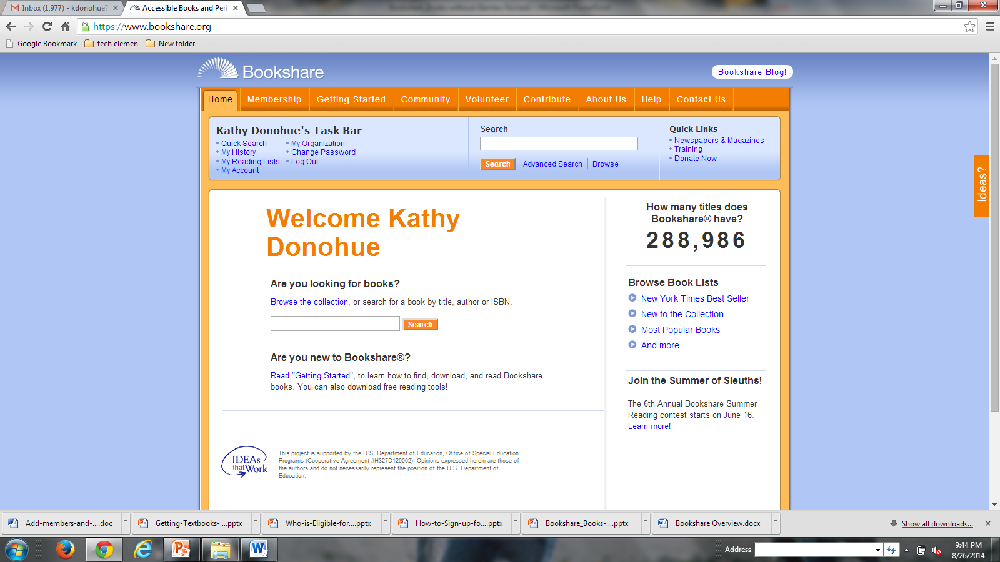 Inbox (1,977) - kdonohue7
Accessible Books and Peri
https://www.bookshare.org
Google Bookmark
tech elemen
New folder
Bookshare
Bookshare Blog!
Home
Membership
Getting Started
Community
Volunteer
Contribute
About Us
Help
Contact Us
Kathy Donohue's Task Bar
Quick Search
My History
My Reading Lists
My Account
My Organization
Change Password
Log Out
Search
Search
Advanced Search
Browse
Quick Links
Newspapers & Magazines
Training
Donate Now
Ideas?
Welcome Kathy
Donohue
Are you looking for books?
Browse the collection, or search for a book by title, author or ISBN.
Search
Are you new to Bookshare®?
Read "Getting Started", to learn how to find, download, and read Bookshare
books. You can also download free reading tools!
IDEAs
that Work
This project is supported by the U.S. Department of Education, Office of Special Education
Programs (Cooperative Agreement #H327D120002). Opinions expressed herein are those of
the authors and do not necessarily represent the position of the U.S. Department of
Education.
How many titles does
Bookshare® have?
288,986
Browse Book Lists
New York Times Best Seller
New to the Collection
Most Popular Books
And more...
Join the Summer of Sleuths!
The 6th Annual Bookshare Summer
Reading contest starts on June 16.
Learn more!
Add-members-and-....doc
Getting-Textbooks-....pptx
Who-is-Eligible-for....pptx
How-to-Sign-up-fo....pptx
Bookshare_Books-....pptx
Bookshare Overview.docx
Show all downloads...
Address
9:44 PM
8/26/2014